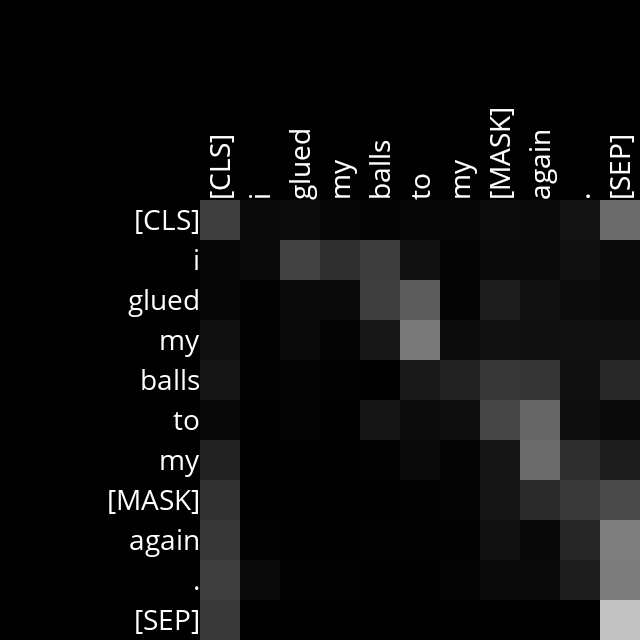 [CLS] i glued my balls to my [MASK] again . [SEP]
[CLS]
i
glued
my
balls
to
my
[MASK]
again
.
[SEP]